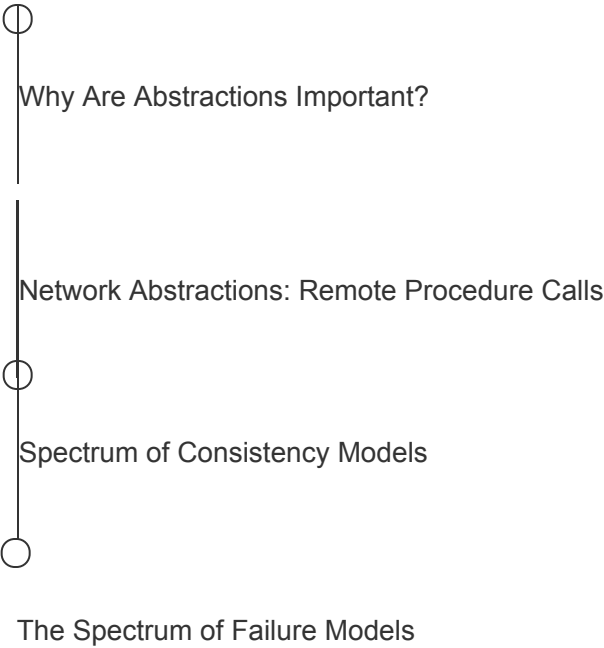 Why Are Abstractions Important?
Network Abstractions: Remote Procedure Calls
Spectrum of Consistency Models
The Spectrum of Failure Models